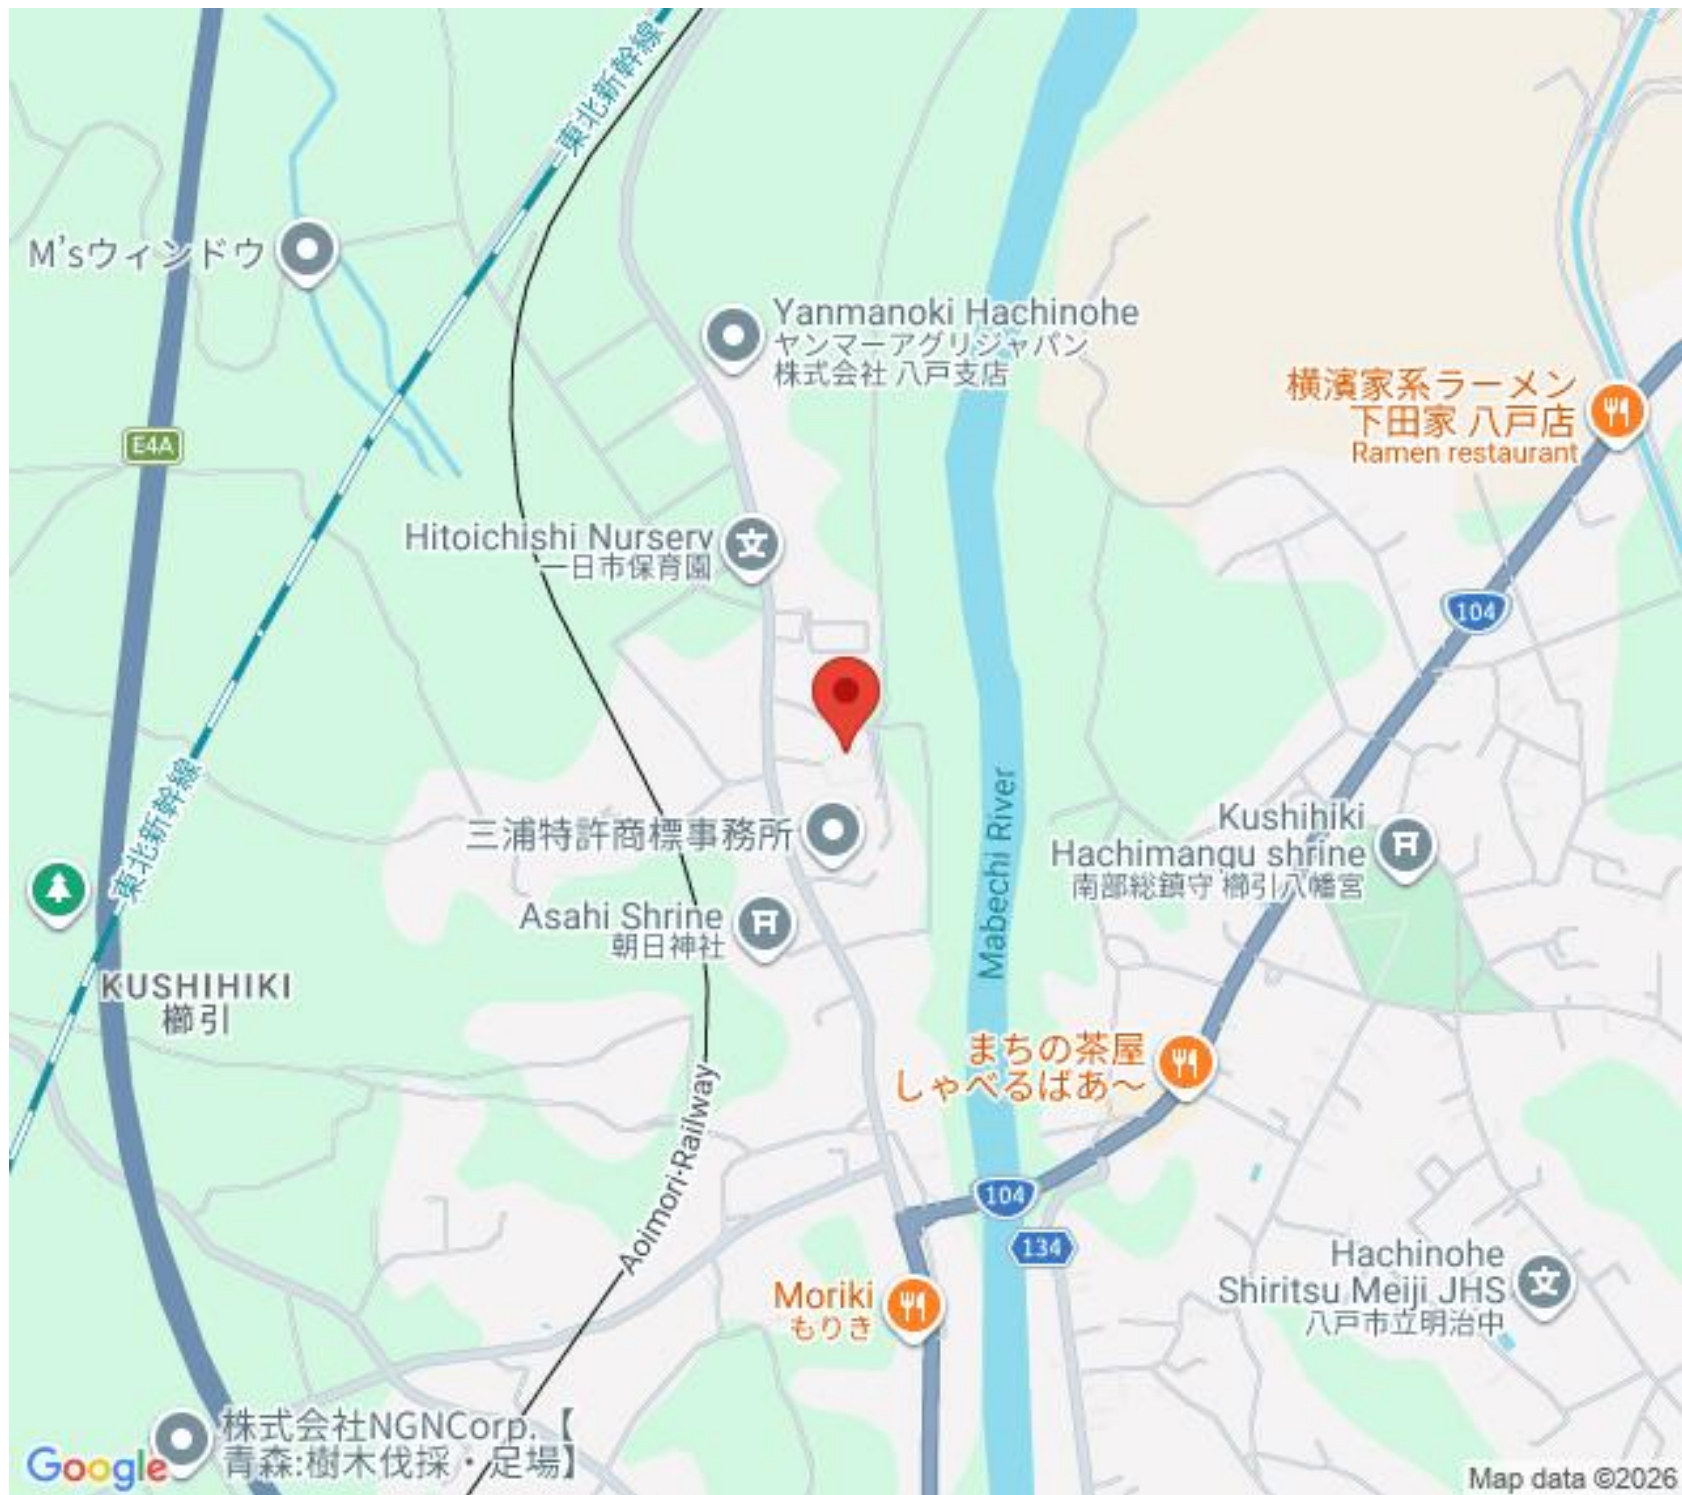 東北新幹線
M'sウィンドウ
Yanmanoki Hachinohe
ヤンマーアグリジャパン
株式会社 八戸支店
横濱家系ラーメン
下田家 八戸店
Ramen restaurant
E4A
Hitoichishi Nurserv
一日市保育園
104
東北新幹線
三浦特許商標事務所
Mabechi River
Kushihiki
Hachimangu shrine
南部総鎮守 櫛引八幡宮
Asahi Shrine
朝日神社
KUSHIHIKI
櫛引
まちの茶屋
しゃべるばあ～
Aoimori Railway
104
134
Moriki
もりき
Hachinohe
Shiritsu Meiji JHS
八戸市立明治中
株式会社NGNCorp.【
青森:樹木伐採・足場】
Google
Map data ©2026